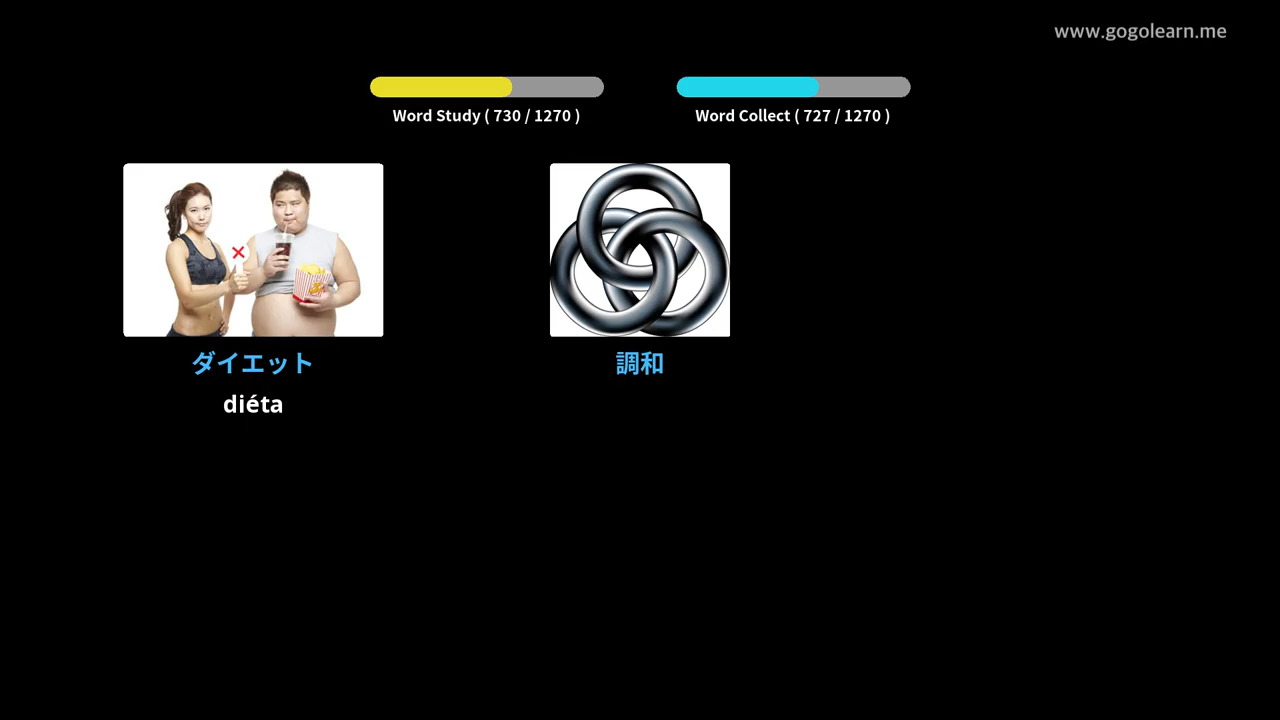 www.gogolearn.me
Word Study ( 730 / 1270 )
Word Collect ( 727 / 1270 )
ダイエット
調和
diéta